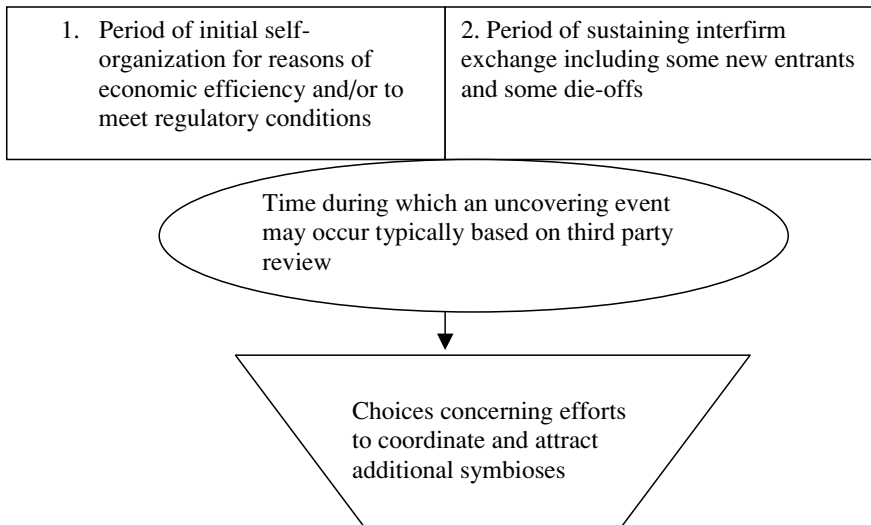 1. Period of initial self-
organization for reasons of
economic efficiency and/or to
meet regulatory conditions
2. Period of sustaining interfirm
exchange including some new entrants
and some die-offs
Time during which an uncovering event
may occur typically based on third party
review
Choices concerning efforts
to coordinate and attract
additional symbioses